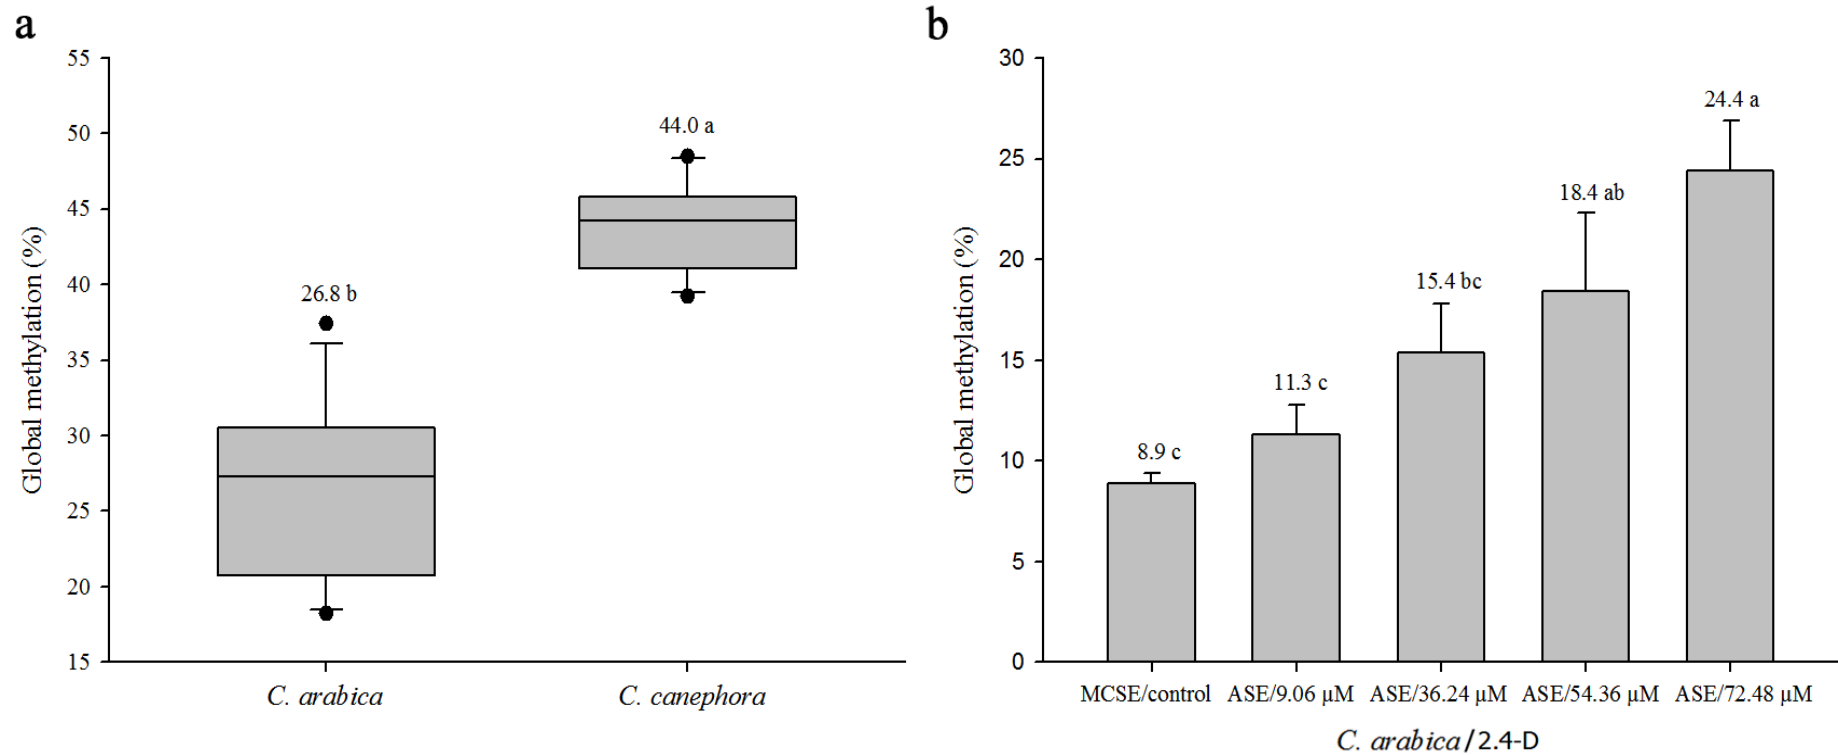 a
Global methylation (%)
55
50
45
40
35
30
25
20
15
26.8 b
44.0 a
C. arabica
C. canephora
b
Global methylation (%)
30
25
20
15
10
5
0
8.9 c
11.3 c
15.4 bc
18.4 ab
24.4 a
MCSE/control ASE/9.06 µM ASE/36.24 µM ASE/54.36 µM ASE/72.48 µM
C. arabica/2.4-D